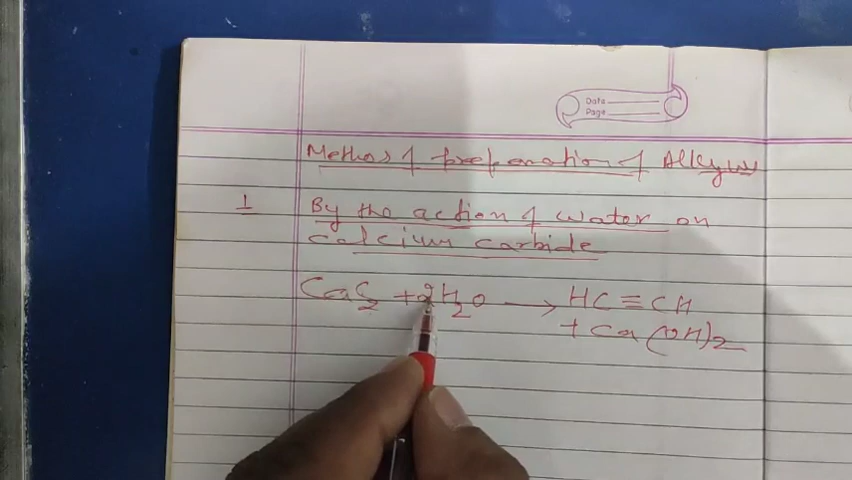 Date
Page
Method of preparation of Alkynes
1 By the action of water on
calcium carbide
CaC2 + 2H2O → HC≡CH
+ Ca(OH)2